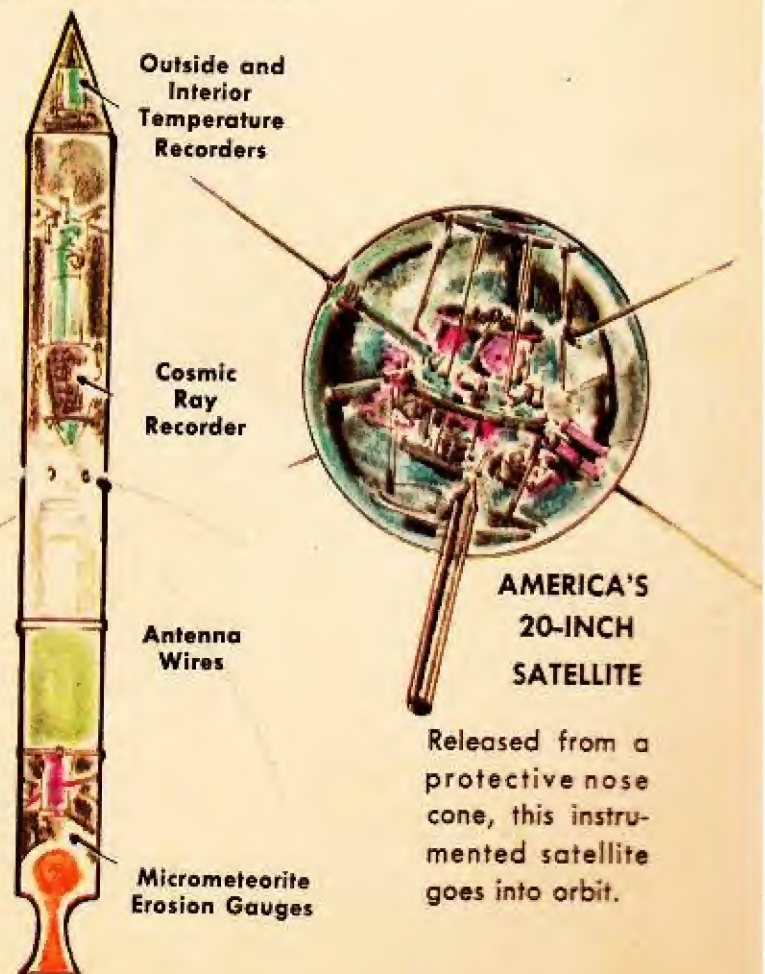 Outside and
Interior
Temperature
Recorders
Cosmic
Ray
Recorder
Antenna
Wires
Micrometeorite
Erosion Gauges
AMERICA'S
20-INCH
SATELLITE
Released from a
protective nose
cone, this instru-
mented satellite
goes into orbit.